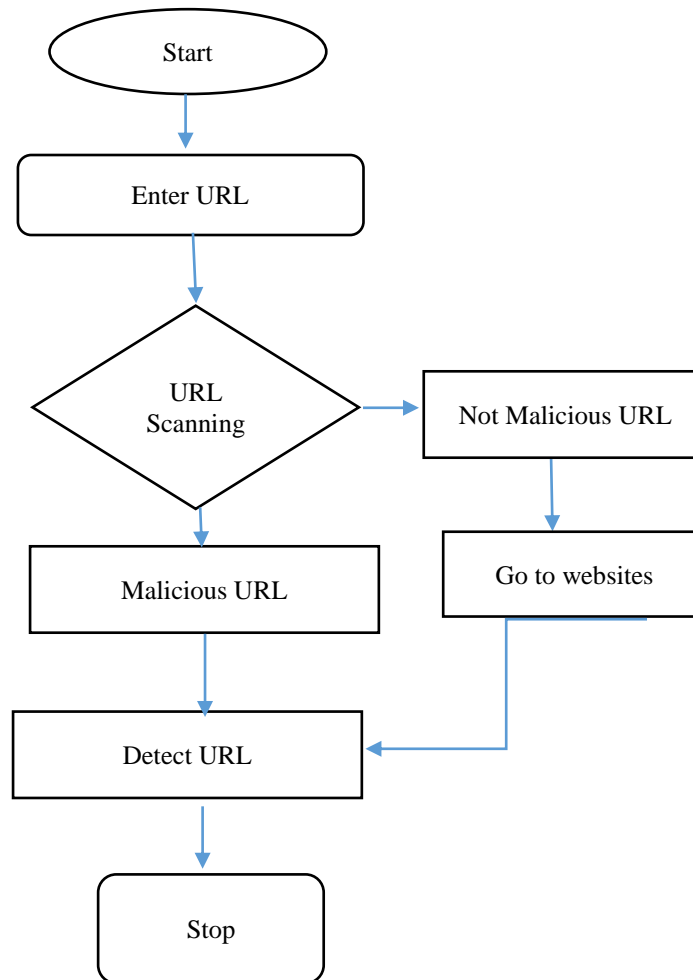 Start
Enter URL
URL
Scanning
Not Malicious URL
Malicious URL
Go to websites
Detect URL
Stop